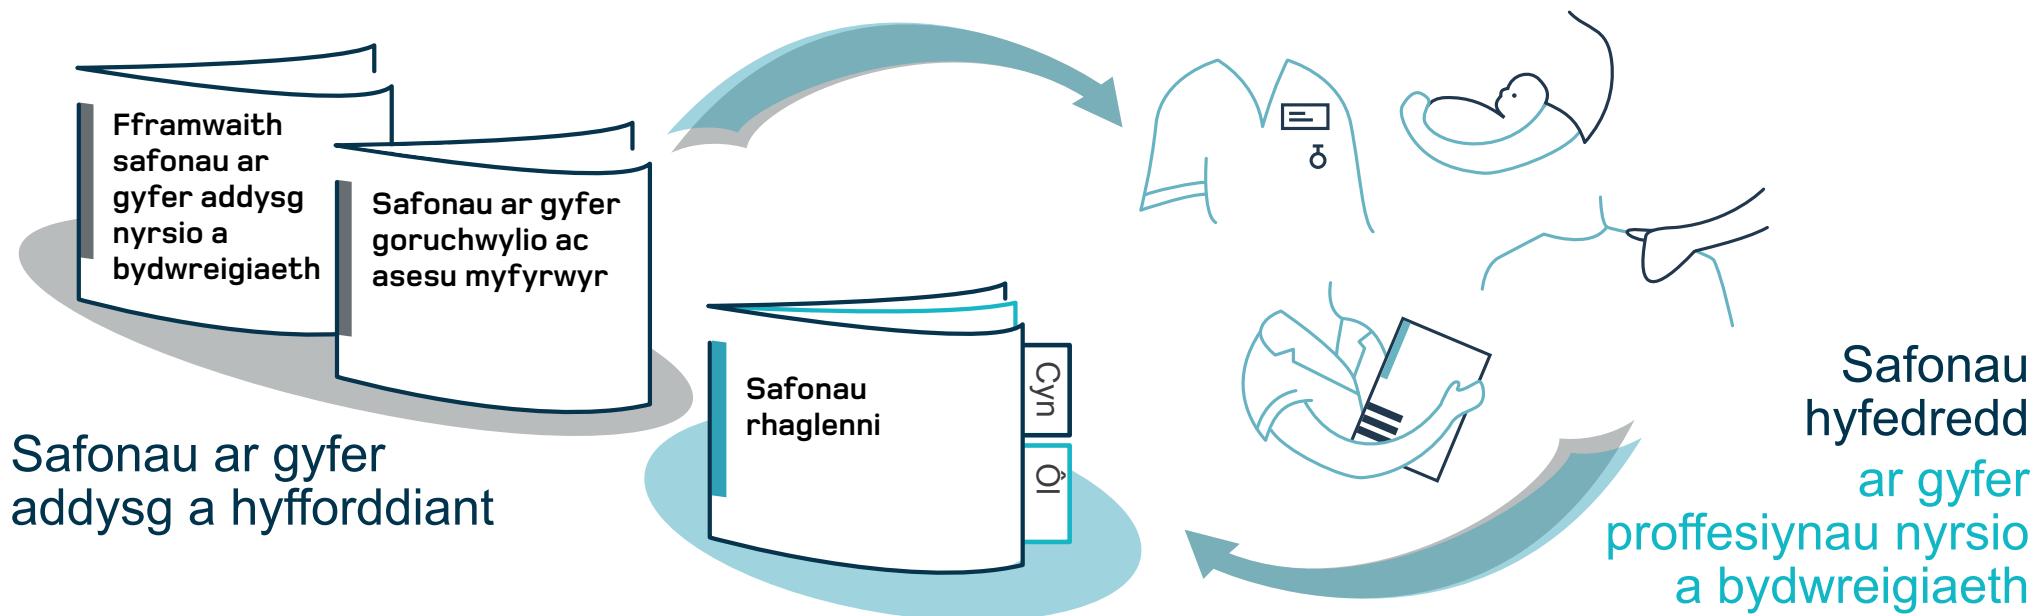 Fframwaith
safonau ar
gyfer addysg
nyrsio a
bydwreigiaeth
Safonau ar gyfer
goruchwylio ac
asesu myfyrwyr
Safonau
rhaglenni
Cyn
Ôl
Safonau ar gyfer
addysg a hyfforddiant
Safonau
hyfedredd
ar gyfer
proffesiynau nyrsio
a bydwreigiaeth